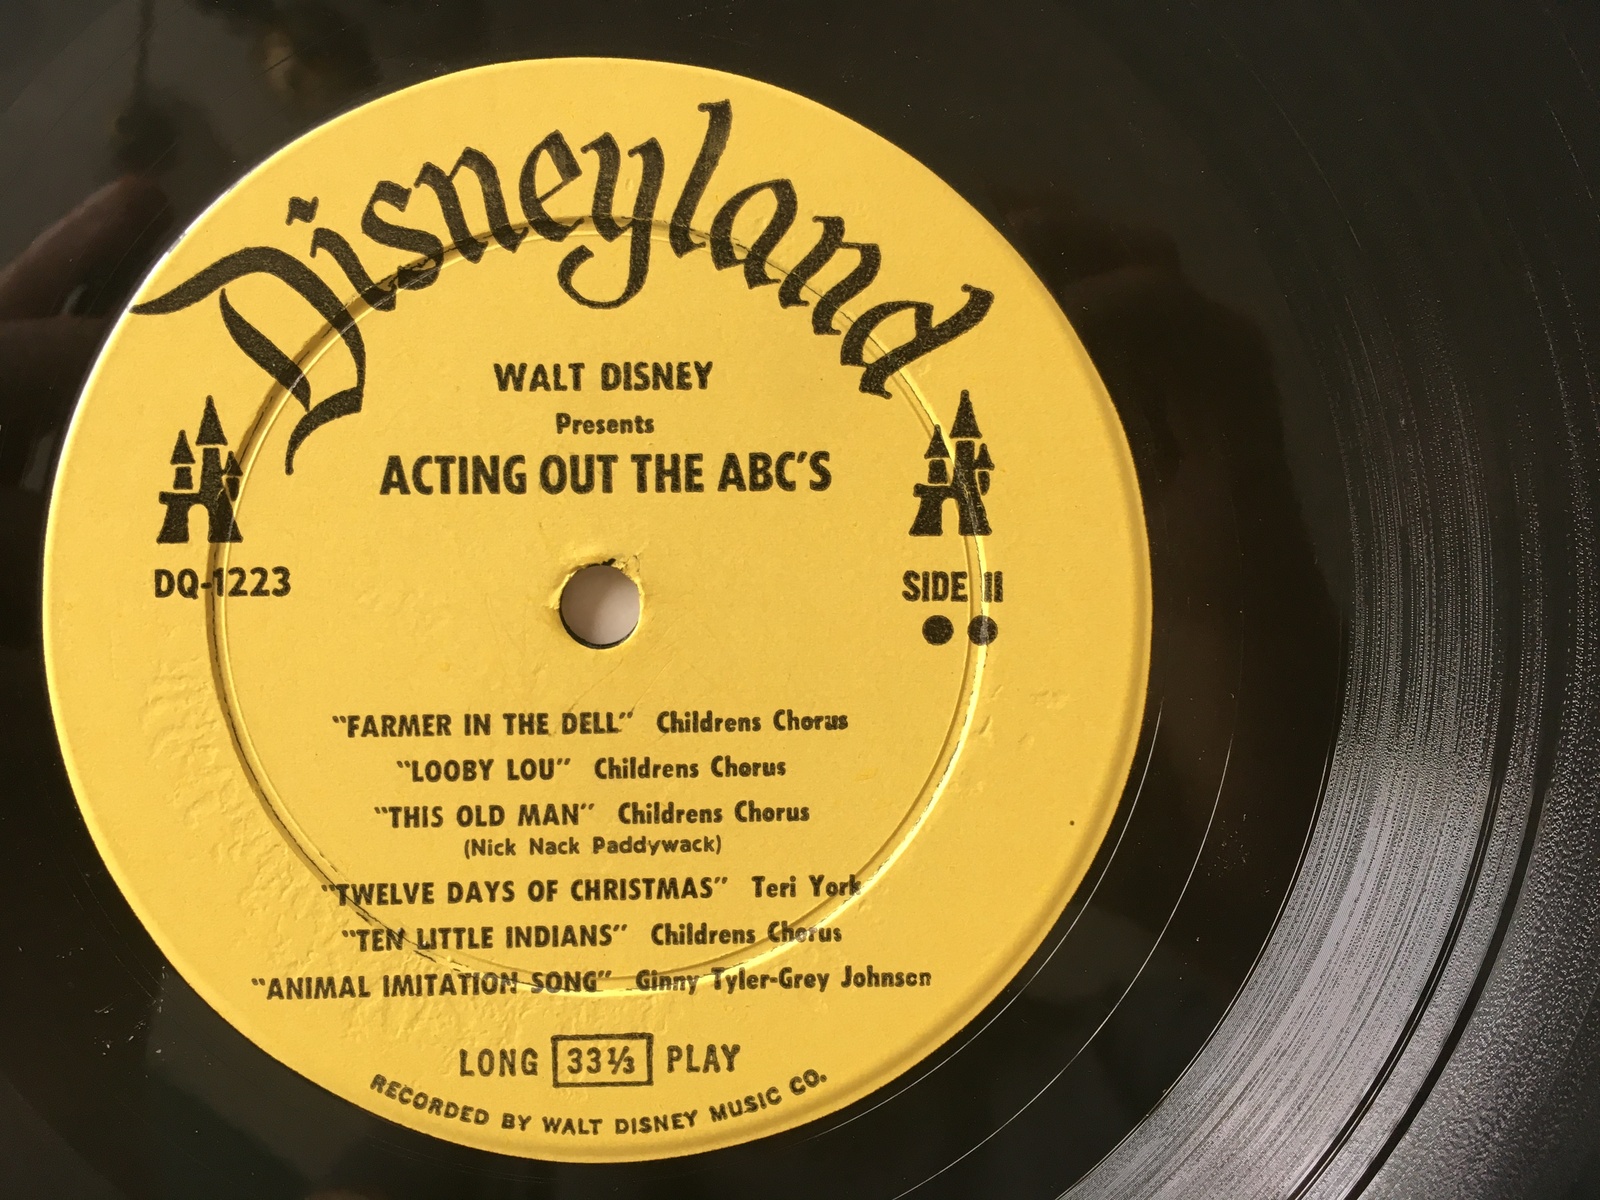 Disneyland
WALT DISNEY
Presents
ACTING OUT THE ABC'S
DQ-1223
SIDE II
"FARMER IN THE DELL" Childrens Chorus
"LOOBY LOU" Childrens Chorus
"THIS OLD MAN" Childrens Chorus
(Nick Nack Paddywack)
"TWELVE DAYS OF CHRISTMAS" Teri York
"TEN LITTLE INDIANS" Childrens Chorus
"ANIMAL IMITATION SONG" Ginny Tyler-Grey Johnson
LONG 33⅓ PLAY
RECORDED BY WALT DISNEY MUSIC CO.